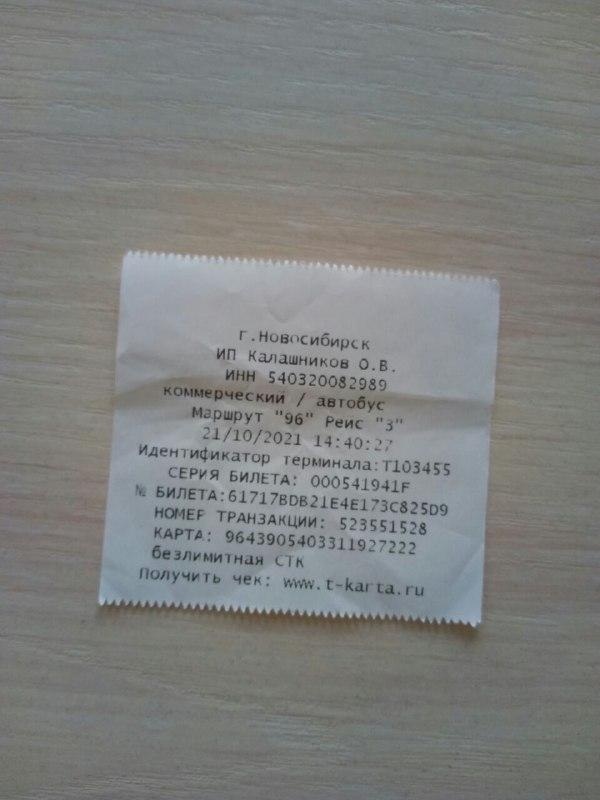 г.Новосибирск
ИП Калашников О.В.
ИНН 540320082989
коммерческий / автобус
Маршрут "96" Рейс "3"
21/10/2021 14:40:27
Идентификатор терминала:T103455
СЕРИЯ БИЛЕТА: 000541941F
№ БИЛЕТА:61717BDB21E4E173C825D9
НОМЕР ТРАНЗАКЦИИ: 523551528
КАРТА: 9643905403311927222
безлимитная СТК
Получить чек: www.t-karta.ru